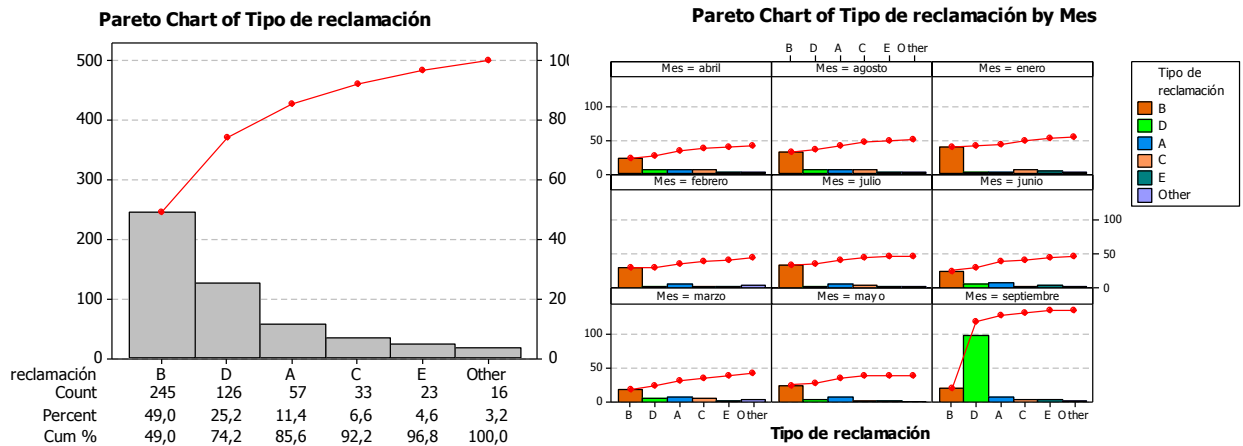 Pareto Chart of Tipo de reclamación
500
400
300
200
100
0
100
80
60
40
20
0
reclamación B D A C E Other
Count 245 126 57 33 23 16
Percent 49,0 25,2 11,4 6,6 4,6 3,2
Cum % 49,0 74,2 85,6 92,2 96,8 100,0
Pareto Chart of Tipo de reclamación by Mes
B D A C E Other
Mes = abril Mes = agosto Mes = enero
100
50
0
Mes = febrero Mes = julio Mes = junio
100
50
0
Mes = marzo Mes = mayo Mes = septiembre
100
50
0
B D A C E Other B D A C E Other
Tipo de reclamación
Tipo de
reclamación
B
D
A
C
E
Other